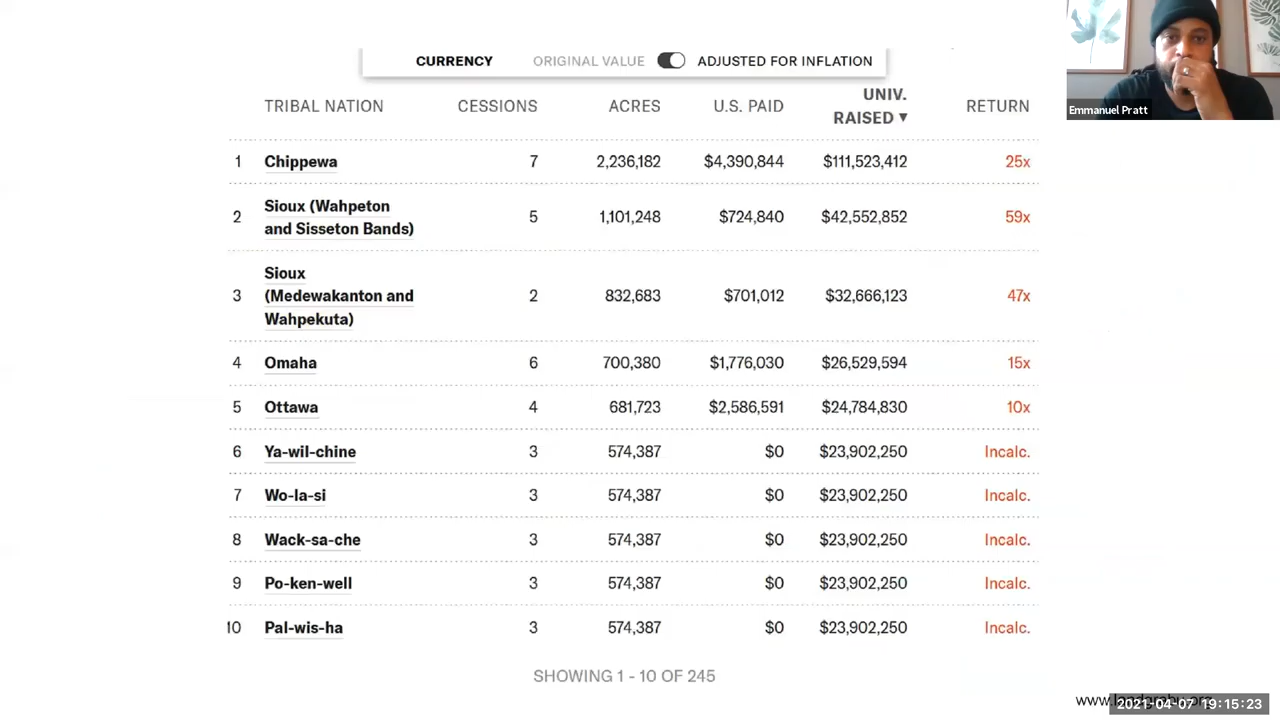 CURRENCY ORIGINAL VALUE ADJUSTED FOR INFLATION
TRIBAL NATION CESSIONS ACRES U.S. PAID UNIV. RAISED ▼ RETURN
1 Chippewa 7 2,236,182 $4,390,844 $111,523,412 25x
2 Sioux (Wahpeton and Sisseton Bands) 5 1,101,248 $724,840 $42,552,852 59x
3 Sioux (Medewakanton and Wahpekuta) 2 832,683 $701,012 $32,666,123 47x
4 Omaha 6 700,380 $1,776,030 $26,529,594 15x
5 Ottawa 4 681,723 $2,586,591 $24,784,830 10x
6 Ya-wil-chine 3 574,387 $0 $23,902,250 Incalc.
7 Wo-la-si 3 574,387 $0 $23,902,250 Incalc.
8 Wack-sa-che 3 574,387 $0 $23,902,250 Incalc.
9 Po-ken-well 3 574,387 $0 $23,902,250 Incalc.
10 Pal-wis-ha 3 574,387 $0 $23,902,250 Incalc.
SHOWING 1 - 10 OF 245
Emmanuel Pratt
2021-04-07 19:15:23